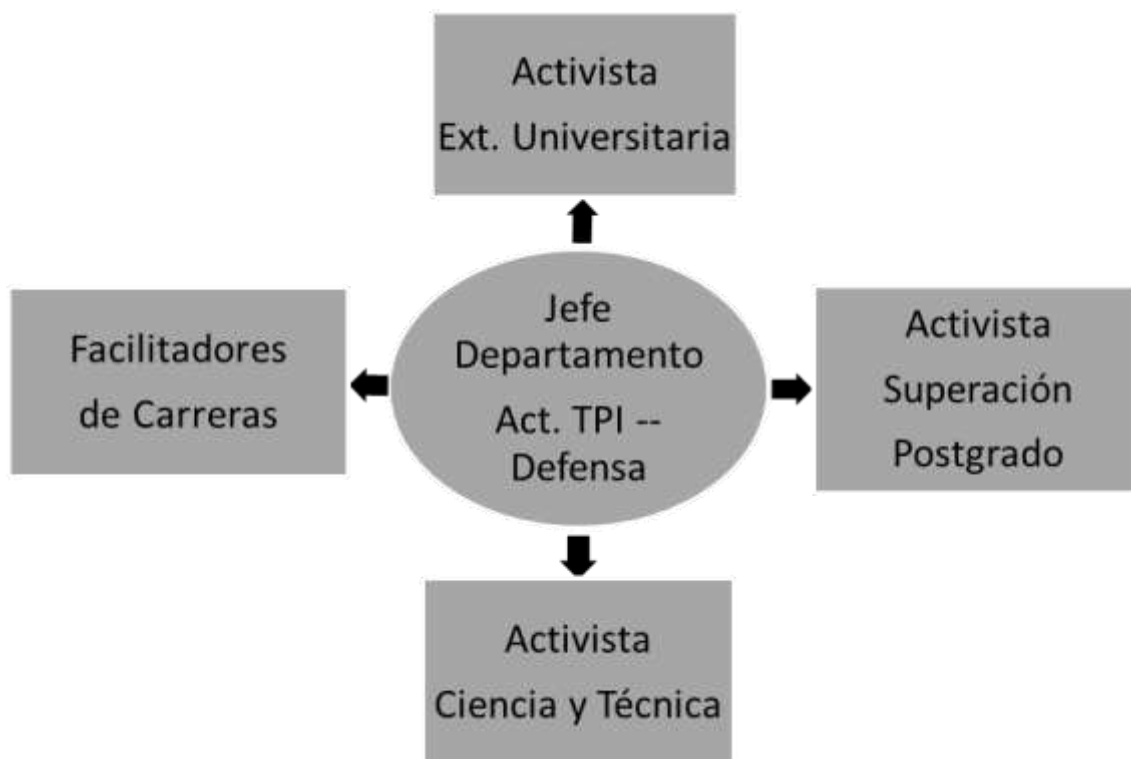 Activista
Ext. Universitaria
Facilitadores
de Carreras
Jefe
Departamento
Act. TPI --
Defensa
Activista
Superación
Postgrado
Activista
Ciencia y Técnica